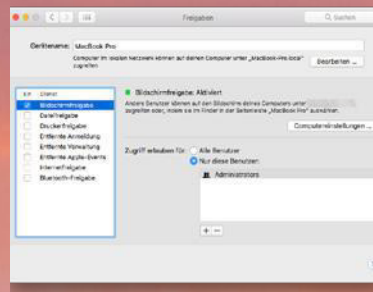 Freigaben
Suchen
Gerätename: MacBook Pro
Computer im lokalen Netzwerk können auf deinen Computer unter „MacBook-Pro.local“
zugreifen
Bearbeiten …
Ein Dienst
Bildschirmfreigabe
Dateifreigabe
Druckerfreigabe
Entfernte Anmeldung
Entfernte Verwaltung
Entfernte Apple-Events
Internetfreigabe
Bluetooth-Freigabe
Bildschirmfreigabe: Aktiviert
Andere Benutzer können auf den Bildschirm deines Computers unter
zugreifen oder, indem sie im Finder in der Seitenleiste „MacBook Pro“ auswählen.
Computereinstellungen …
Zugriff erlauben für: Alle Benutzer
Nur diese Benutzer:
Administrators
+ −